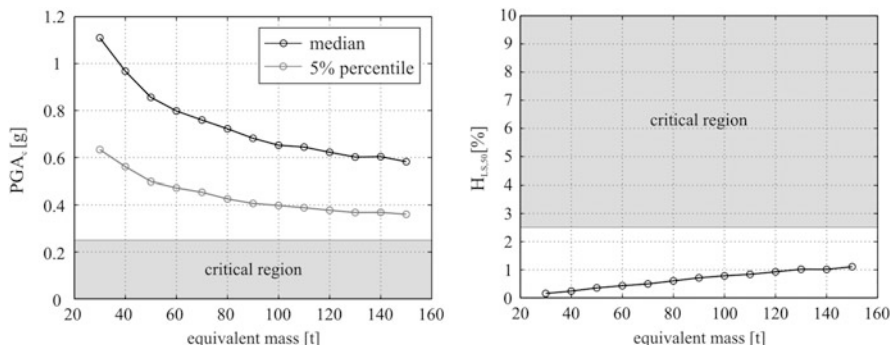 1.2
1
0.8
0.6
0.4
0.2
0
PGAc [g]
median
5% percentile
critical region
20 40 60 80 100 120 140 160
equivalent mass [t]
10
9
8
7
6
5
4
3
2
1
0
H_LS,50 [%]
critical region
20 40 60 80 100 120 140 160
equivalent mass [t]